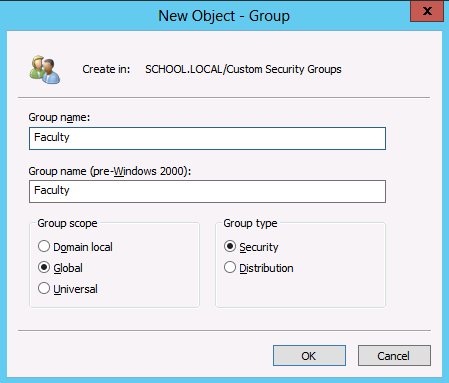 New Object - Group
x
Create in: SCHOOL.LOCAL/Custom Security Groups
Group name:
Faculty
Group name (pre-Windows 2000):
Faculty
Group scope
Domain local
Global
Universal
Group type
Security
Distribution
OK
Cancel